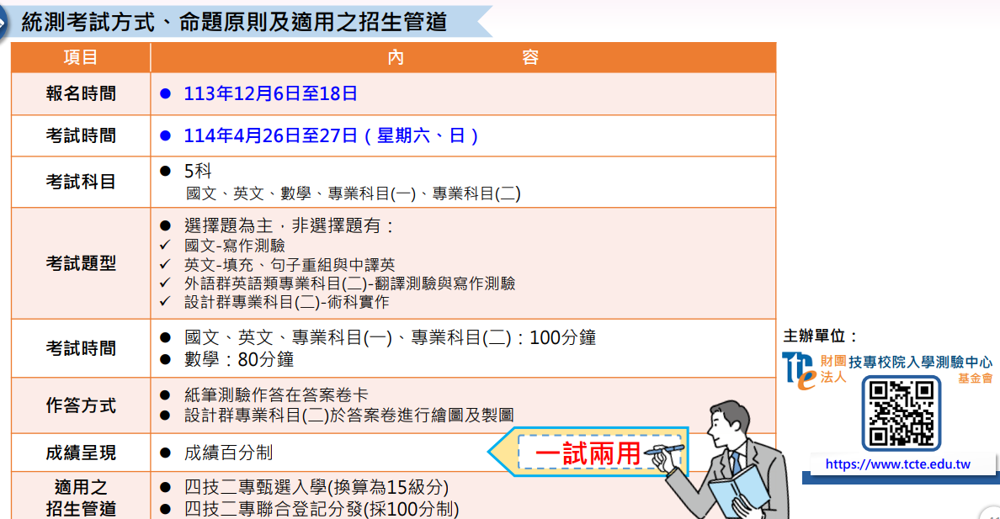 統測考試方式、命題原則及適用之招生管道
項目 內 容
報名時間 113年12月6日至18日
考試時間 114年4月26日至27日(星期六、日)
考試科目 5科
國文、英文、數學、專業科目(一)、專業科目(二)
考試題型 選擇題為主,非選擇題有:
國文-寫作測驗
英文-填充、句子重組與中譯英
外語群英語類專業科目(二)-翻譯測驗與寫作測驗
設計群專業科目(二)-術科實作
考試時間 國文、英文、專業科目(一)、專業科目(二):100分鐘
數學:80分鐘
作答方式 紙筆測驗作答在答案卷卡
設計群專業科目(二)於答案卷進行繪圖及製圖
成績呈現 成績百分制
一試兩用
適用之
招生管道
四技二專甄選入學(換算為15級分)
四技二專聯合登記分發(採100分制)
主辦單位:
tcte 財團法人 技專校院入學測驗中心
基金會
https://www.tcte.edu.tw